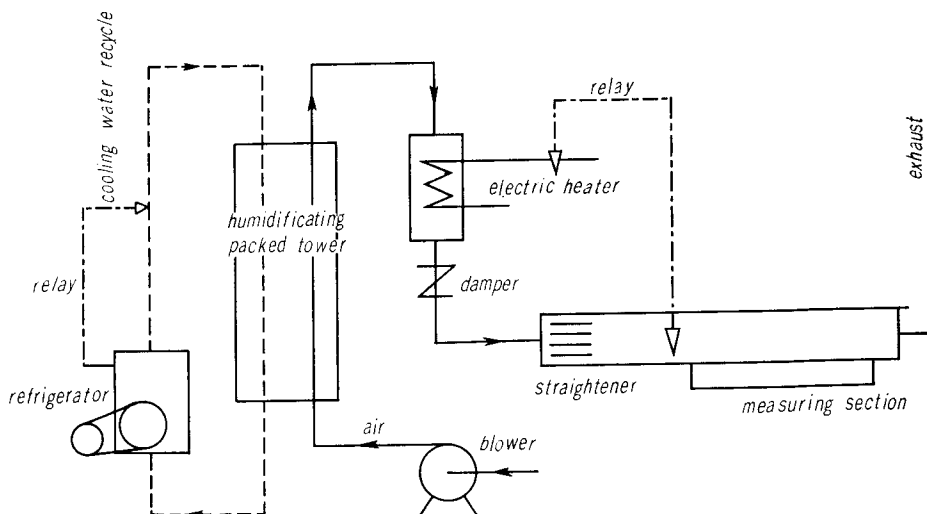 cooling water recycle
relay
exhaust
electric heater
humidificating
packed tower
relay
damper
refrigerator
straightener
measuring section
air
blower